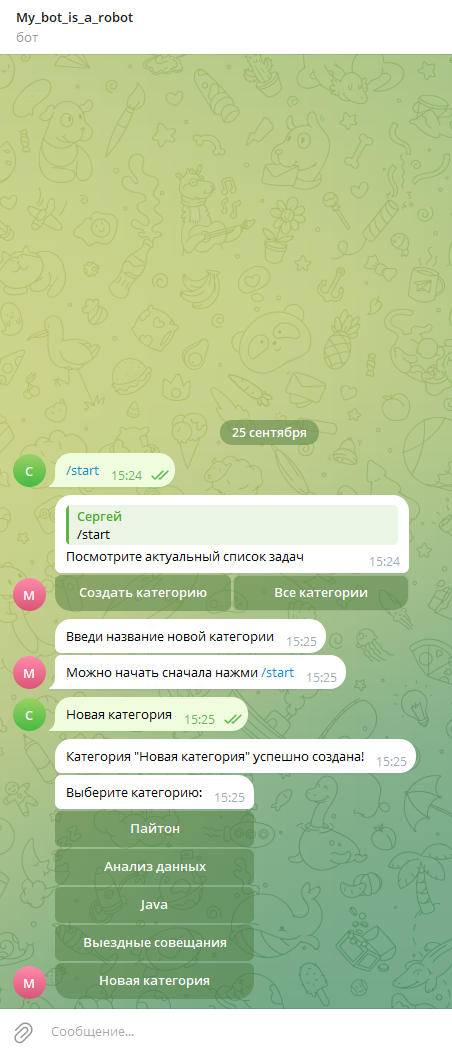 My_bot_is_a_robot
бот
25 сентября
С
/start 15:24
Сергей
/start
Посмотрите актуальный список задач 15:24
М
Создать категорию Все категории
Введи название новой категории 15:25
М
Можно начать сначала нажми /start 15:25
С
Новая категория 15:25
Категория "Новая категория" успешно создана! 15:25
Выберите категорию: 15:25
Пайтон
Анализ данных
Java
Выездные совещания
М
Новая категория
Сообщение...